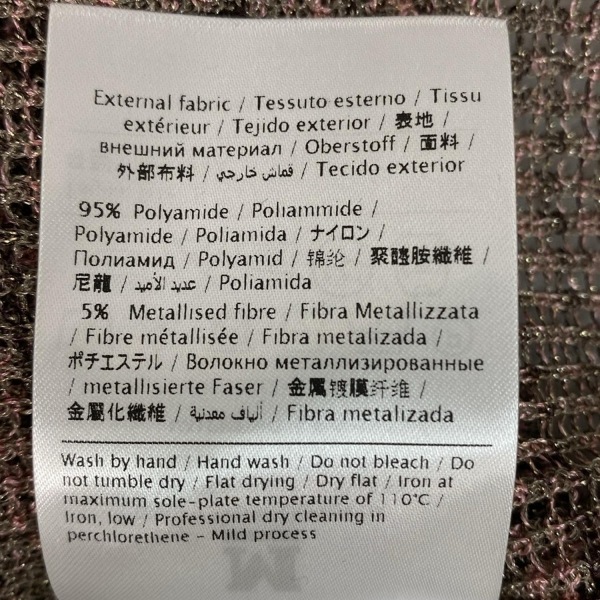 External fabric / Tessuto esterno / Tissu
extérieur / Tejido exterior / 表地 /
внешний материал / Oberstoff / 面料 /
外部布料 / قماش خارجي / Tecido exterior
95% Polyamide / Poliammide /
Polyamide / Poliamida / ナイロン /
Полиамид / Polyamid / 锦纶 / 聚醯胺纖維 /
尼龍 / عديد الأميد / Poliamida
5% Metallised fibre / Fibra Metallizzata
/ Fibre métallisée / Fibra metalizada /
ポチエステル / Волокно металлизированные
/ metallisierte Faser / 金属镀膜纤维 /
金屬化纖維 / ألياف معدنية / Fibra metalizada
Wash by hand / Hand wash / Do not bleach / Do
not tumble dry / Flat drying / Dry flat / Iron at
maximum sole-plate temperature of 110°C /
Iron, low / Professional dry cleaning in
perchlorethene - Mild process
M